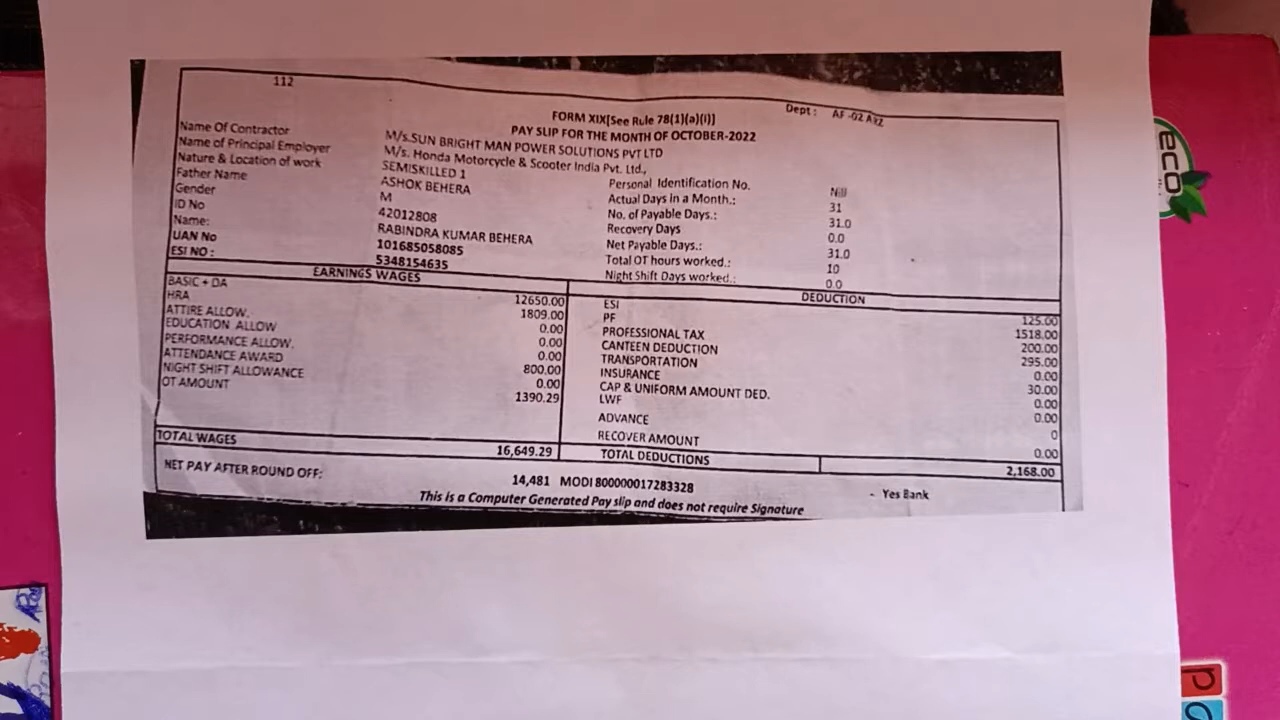 112
Dept : AF -02 AXZ
FORM XIX[See Rule 78(1)(a)(i)]
PAY SLIP FOR THE MONTH OF OCTOBER-2022
Name Of Contractor M/s.SUN BRIGHT MAN POWER SOLUTIONS PVT LTD
Name of Principal Employer M/s. Honda Motorcycle & Scooter India Pvt. Ltd.,
Nature & Location of work SEMISKILLED 1 Personal Identification No. Nill
Father Name ASHOK BEHERA Actual Days in a Month.: 31
Gender M No. of Payable Days.: 31.0
ID No 42012808 Recovery Days 0.0
Name: RABINDRA KUMAR BEHERA Net Payable Days.: 31.0
UAN No 101685058085 Total OT hours worked.: 10
ESI NO : 5348154635 Night Shift Days worked.: 0.0
EARNINGS WAGES DEDUCTION
BASIC + DA 12650.00 ESI 125.00
HRA 1809.00 PF 1518.00
ATTIRE ALLOW. 0.00 PROFESSIONAL TAX 200.00
EDUCATION ALLOW 0.00 CANTEEN DEDUCTION 295.00
PERFORMANCE ALLOW. 0.00 TRANSPORTATION 0.00
ATTENDANCE AWARD 800.00 INSURANCE 30.00
NIGHT SHIFT ALLOWANCE 0.00 CAP & UNIFORM AMOUNT DED. 0.00
OT AMOUNT 1390.29 LWF 0.00
ADVANCE 0
RECOVER AMOUNT 0.00
TOTAL WAGES 16,649.29 TOTAL DEDUCTIONS 2,168.00
NET PAY AFTER ROUND OFF: 14,481 MODI 800000017283328 - Yes Bank
This is a Computer Generated Pay slip and does not require Signature
eco